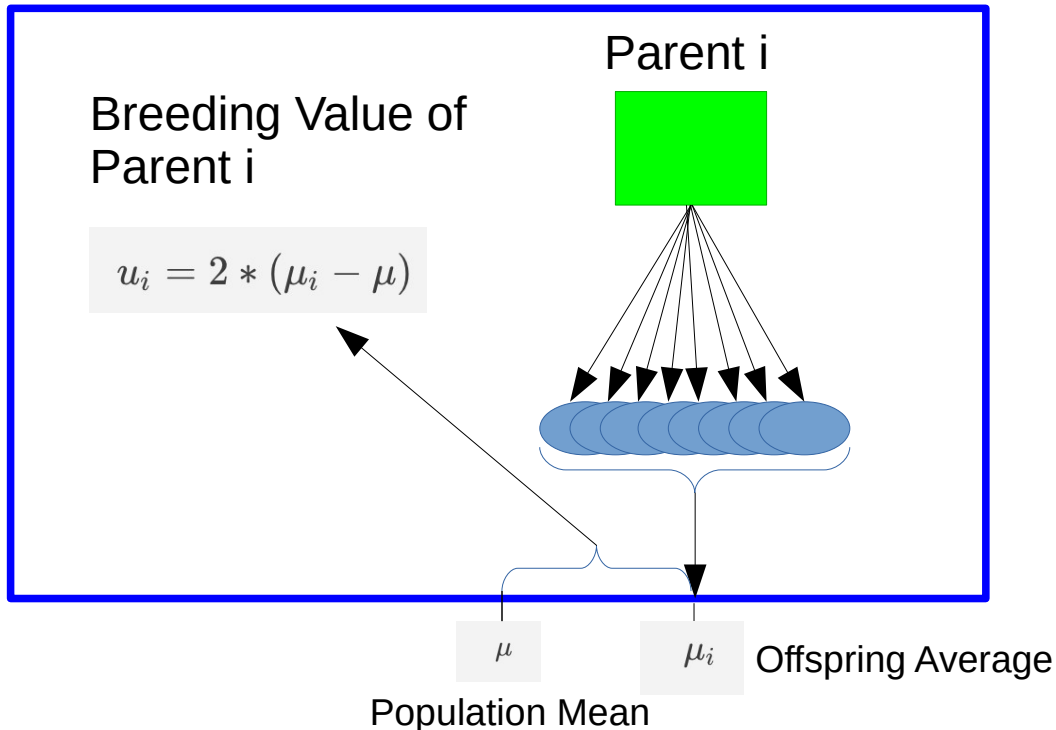 Parent i
Breeding Value of
Parent i
u_i = 2 * (μ_i − μ)
μ
μ_i
Offspring Average
Population Mean